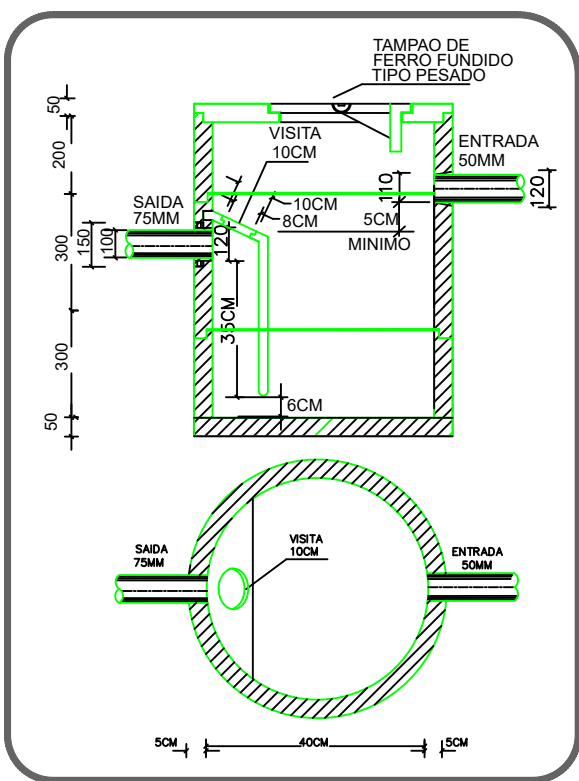 TAMPAO DE
FERRO FUNDIDO
TIPO PESADO
50
200
300
300
50
VISITA
10CM
ENTRADA
50MM
SAIDA
75MM
150
100
120
10CM
8CM
110
120
5CM
MINIMO
35CM
6CM
SAIDA
75MM
VISITA
10CM
ENTRADA
50MM
5CM
40CM
5CM